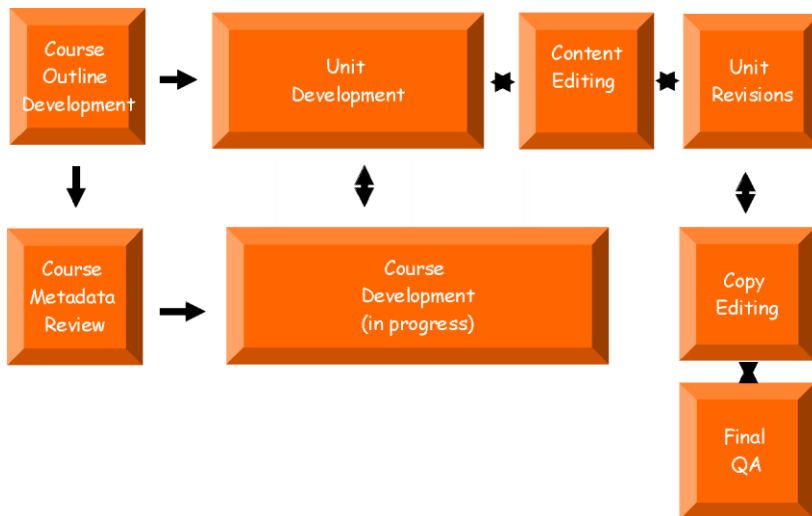 Course
Outline
Development
Unit
Development
Content
Editing
Unit
Revisions
Course
Metadata
Review
Course
Development
(in progress)
Copy
Editing
Final
QA